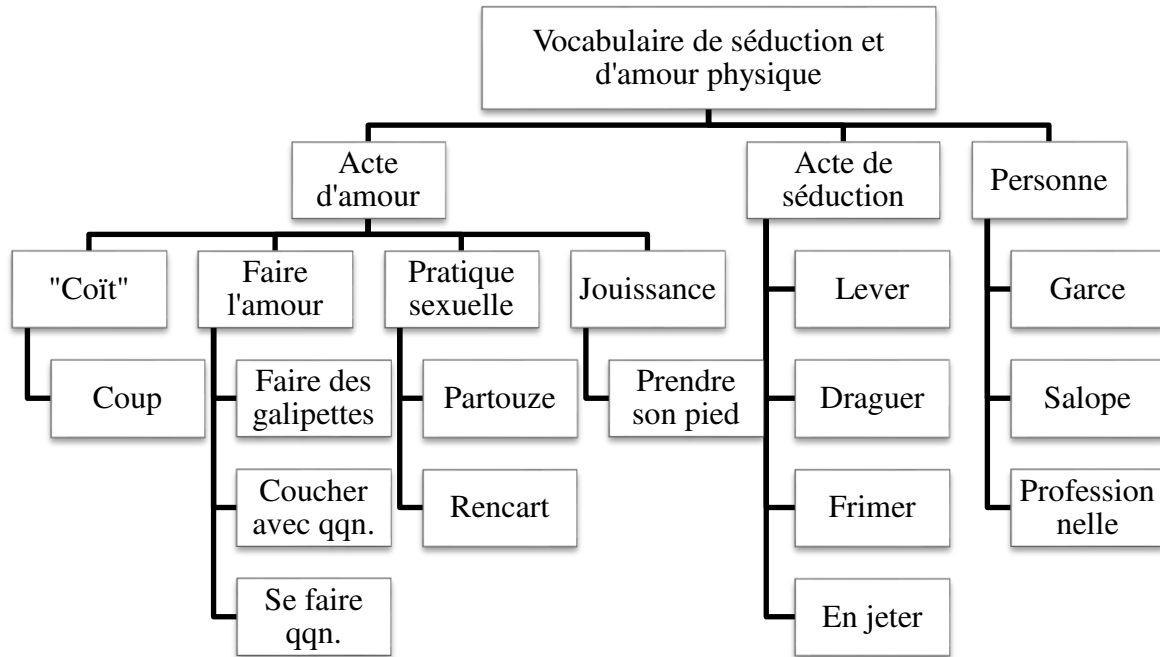 Vocabulaire de séduction et
d'amour physique
Acte
d'amour
Acte de
séduction
Personne
"Coït"
Faire
l'amour
Pratique
sexuelle
Jouissance
Lever
Garce
Coup
Faire des
galipettes
Partouze
Prendre
son pied
Draguer
Salope
Coucher
avec qqn.
Rencart
Frimer
Profession
nelle
Se faire
qqn.
En jeter